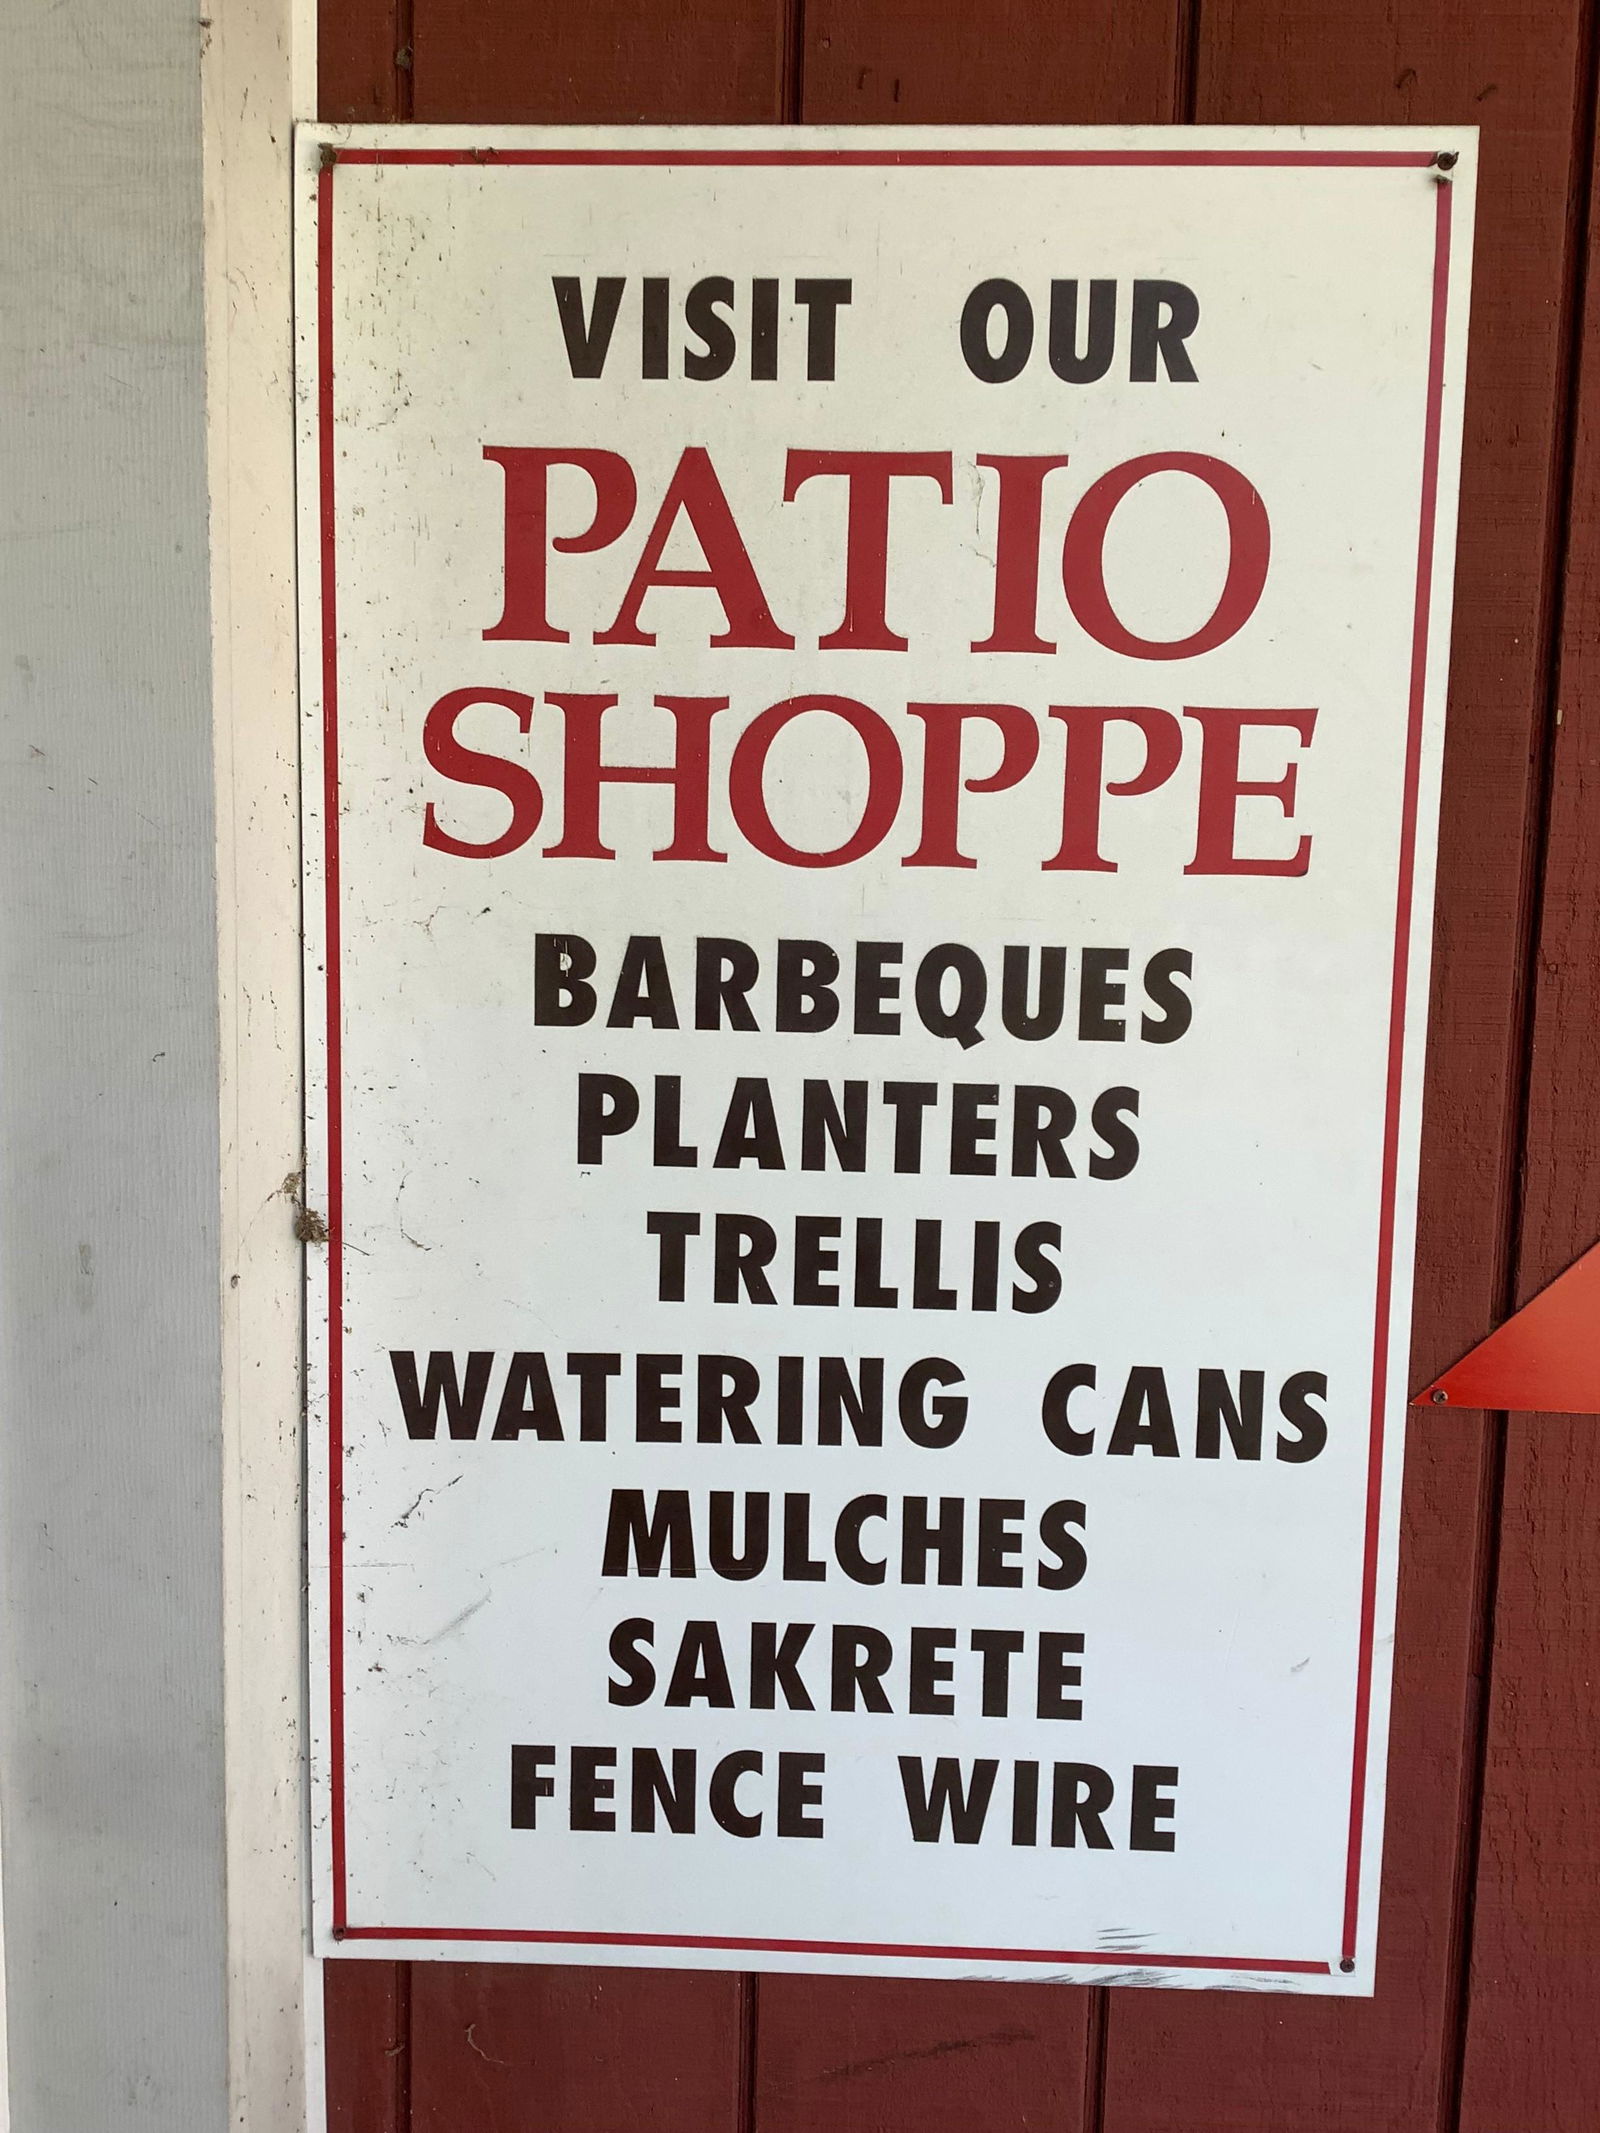 VISIT OUR
PATIO
SHOPPE
BARBEQUES
PLANTERS
TRELLIS
WATERING CANS
MULCHES
SAKRETE
FENCE WIRE